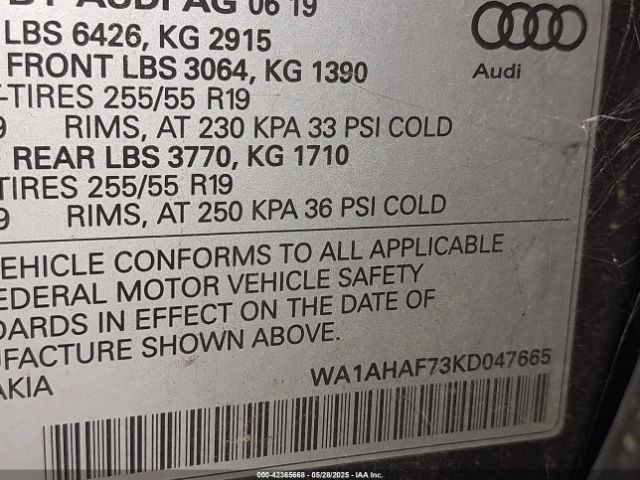 BY AUDI AG 06 19
LBS 6426, KG 2915
FRONT LBS 3064, KG 1390
Audi
-TIRES 255/55 R19
9 RIMS, AT 230 KPA 33 PSI COLD
REAR LBS 3770, KG 1710
TIRES 255/55 R19
9 RIMS, AT 250 KPA 36 PSI COLD
EHICLE CONFORMS TO ALL APPLICABLE
EDERAL MOTOR VEHICLE SAFETY
DARDS IN EFFECT ON THE DATE OF
UFACTURE SHOWN ABOVE.
AKIA
WA1AHAF73KD047665
000-42365668 - 05/28/2025 - IAA Inc.